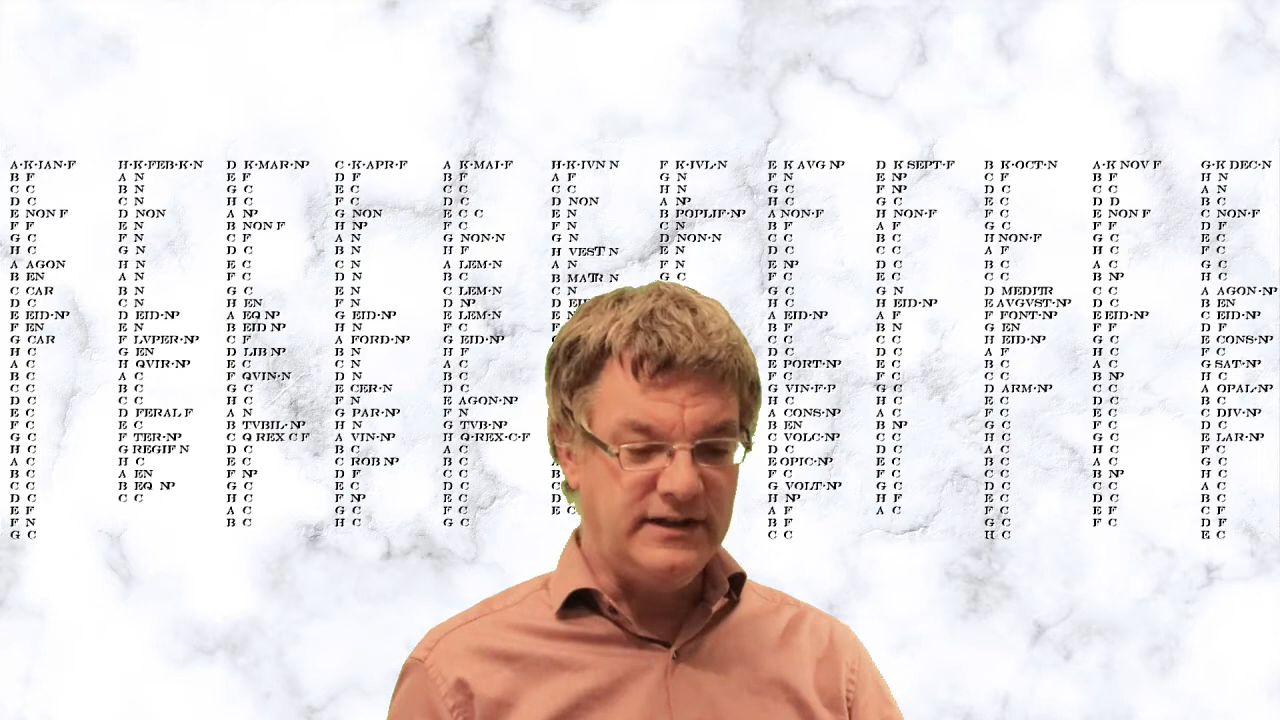 A·K·IAN·F
B F
C C
D C
E NON F
F F
G C
H C
A AGON
B EN
C CAR
D C
E EID·NP
F EN
G CAR
H C
A C
B C
C C
D C
E C
F C
G C
H C
A C
B C
C C
D C
E C
F N
G C
H·K·FEB·K·N
A N
B N
C N
D NON
E N
F N
G N
H N
A N
B N
C N
D EID·NP
E N
F LVPER·NP
G EN
H QVIR·NP
A C
B C
C C
D FERAL F
E C
F TER·NP
G REGIF N
H C
A EN
B EQ NP
C C
D K·MAR·NP
E F
G C
H C
A NP
B NON F
C F
D C
E C
F C
G C
H EN
A EQ NP
B EID NP
C F
D LIB NP
E C
F QVIN·N
G C
H C
A N
B TVBIL·NP
C Q REX C F
D C
E C
F NP
G C
H C
A C
B C
C·K·APR·F
D F
E C
F C
G NON
H NP
A N
B N
C N
D N
E N
F N
G EID·NP
H N
A FORD·NP
B N
C N
D N
E CER·N
F N
G PAR·NP
H N
A VIN·NP
B C
C ROB NP
D F
E C
F NP
G C
H C
A K·MAI·F
B F
C C
D C
E C C
F C
G NON·N
H F
A LEM·N
B C
C LEM·N
D NP
E LEM·N
F C
G EID·NP
H F
A C
B C
D C
E AGON·NP
F N
G TVB·NP
H Q·REX·C·F
A C
B C
C C
D C
E C
F C
G C
H·K·IVN N
A F
B C
C DON
D N
E N
G N
H VEST N
A N
B MATR N
C N
F K·IVL·N
G N
H N
A NP
B POPLIF·NP
C N
D NON·N
E N
F N
G C
E K AVG NP
F C
G C
H C
A NON·F
B F
C C
D C
E NP
F C
G C
H C
A EID·NP
B F
C C
D C
E PORT·NP
F C
G VIN·F·P
H C
A CONS·NP
B EN
C VOLC·NP
D C
E OPIC·NP
F C
G VOLT·NP
H NP
A F
B F
C C
D K SEPT·F
E NP
F NP
G C
H NON·F
A F
B C
C C
D C
E C
G N
H EID·NP
A F
B N
C C
D C
E C
F C
G C
H C
A C
B C
C C
D C
E C
F C
G C
H F
A C
B K·OCT·N
C F
D C
E C
F C
G C
H NON·F
A F
B C
C C
D MEDITR
E AVGVST·NP
F FONT·NP
G EN
H EID·NP
A F
B C
C C
D ARM·NP
E C
F C
G C
H C
A C
B C
C C
D C
E C
F C
G C
H C
A·K NOV F
B F
C C
D D
E NON F
F F
G C
H C
A C
B NP
C C
D C
E EID·NP
F F
G C
H C
A C
B NP
C C
D C
E C
F C
G C
H C
A C
B NP
C C
D C
E F
F C
G·K DEC·N
H N
A N
B C
C NON·F
D F
E C
F C
G C
H C
A AGON·NP
B EN
C EID·NP
D F
E CONS·NP
F C
G SAT·NP
H C
A OPAL·NP
B C
C DIV·NP
D C
E LAR·NP
F C
G C
H C
A C
B C
C C
D C
E C